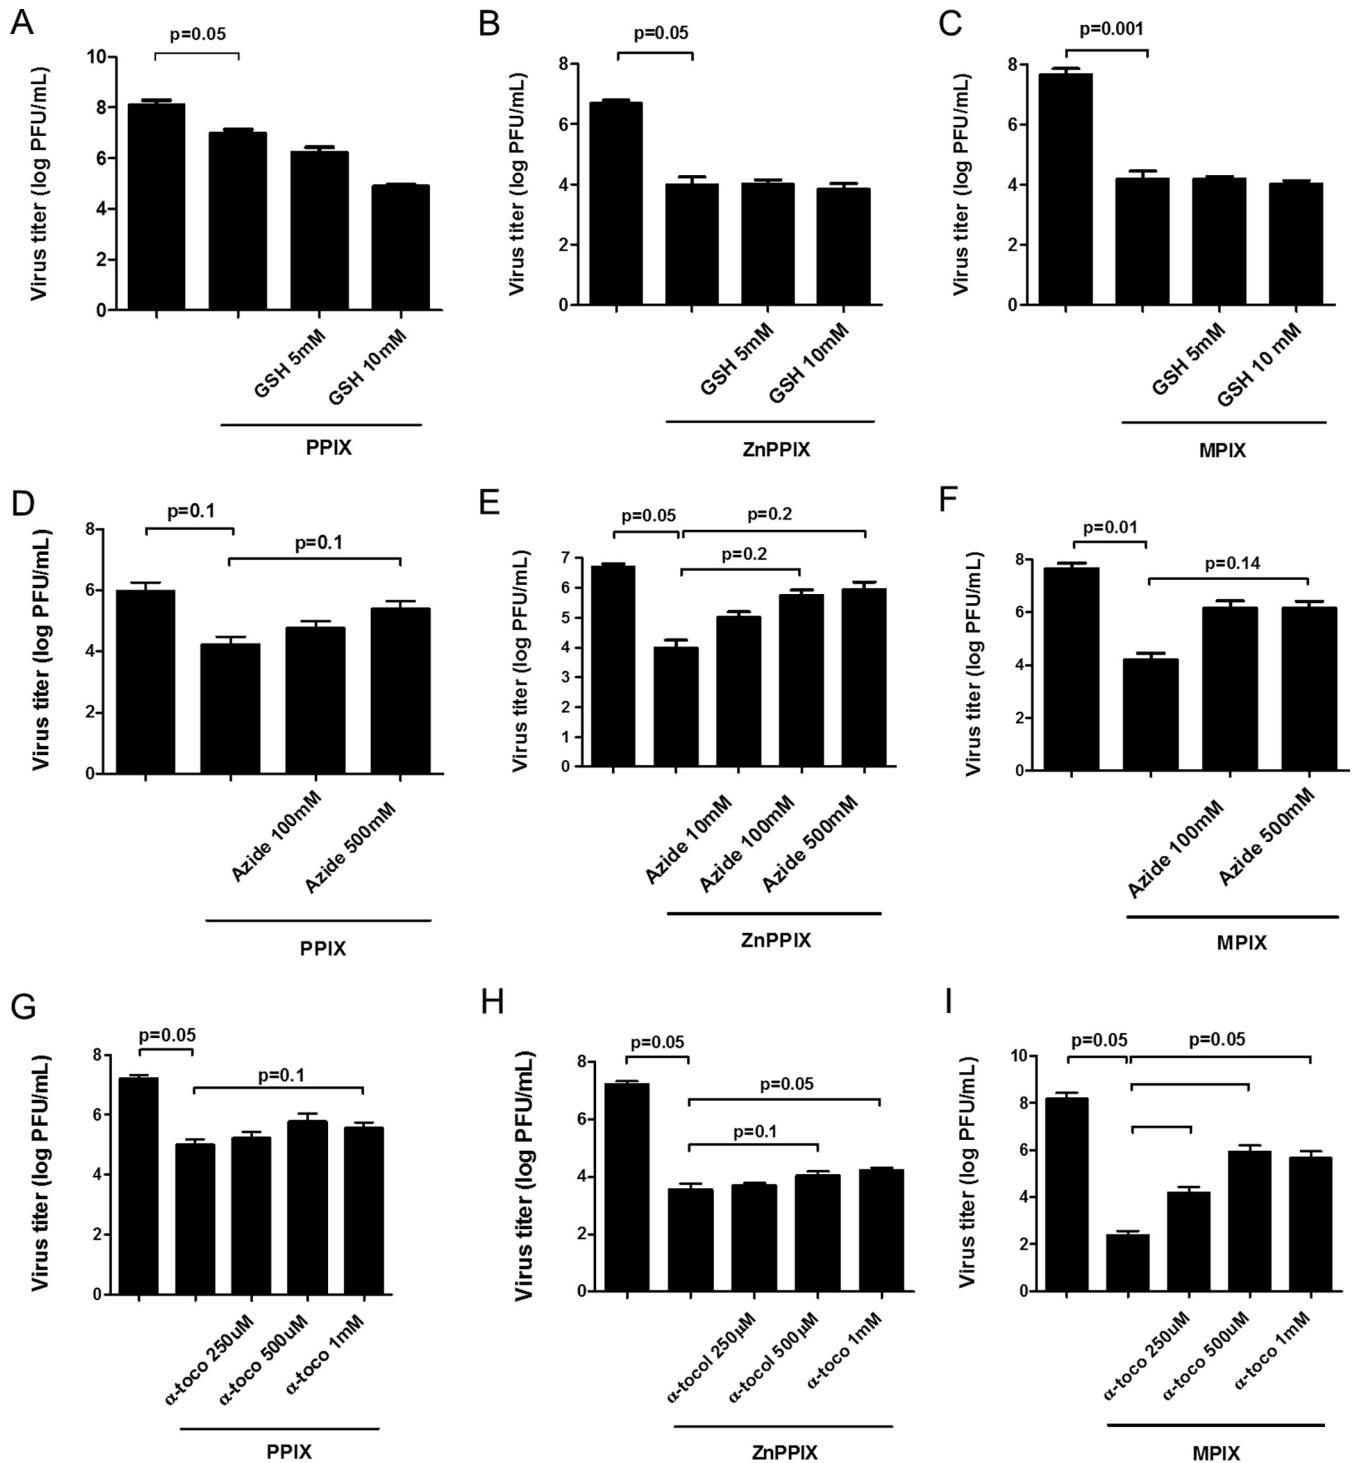 A
p=0.05
Virus titer (log PFU/mL)
10
8
6
4
2
0
GSH 5mM
GSH 10mM
PPIX
B
p=0.05
Virus titer (log PFU/mL)
8
6
4
2
0
GSH 5mM
GSH 10mM
ZnPPIX
C
p=0.001
Virus titer (log PFU/mL)
8
6
4
2
0
GSH 5mM
GSH 10 mM
MPIX
D
p=0.1
p=0.1
Virus titer (log PFU/mL)
8
6
4
2
0
Azide 100mM
Azide 500mM
PPIX
E
p=0.05
p=0.2
p=0.2
Virus titer (log PFU/mL)
7
6
5
4
3
2
1
0
Azide 10mM
Azide 100mM
Azide 500mM
ZnPPIX
F
p=0.01
p=0.14
Virus titer (log PFU/mL)
8
6
4
2
0
Azide 100mM
Azide 500mM
MPIX
G
p=0.05
p=0.1
Virus titer (log PFU/mL)
8
6
4
2
0
α-toco 250uM
α-toco 500uM
α-toco 1mM
PPIX
H
p=0.05
p=0.05
p=0.1
Virus titer (log PFU/mL)
8
6
4
2
0
α-tocol 250µM
α-tocol 500µM
α-toco 1mM
ZnPPIX
I
p=0.05
p=0.05
Virus titer (log PFU/mL)
10
8
6
4
2
0
α-toco 250uM
α-toco 500uM
α-toco 1mM
MPIX